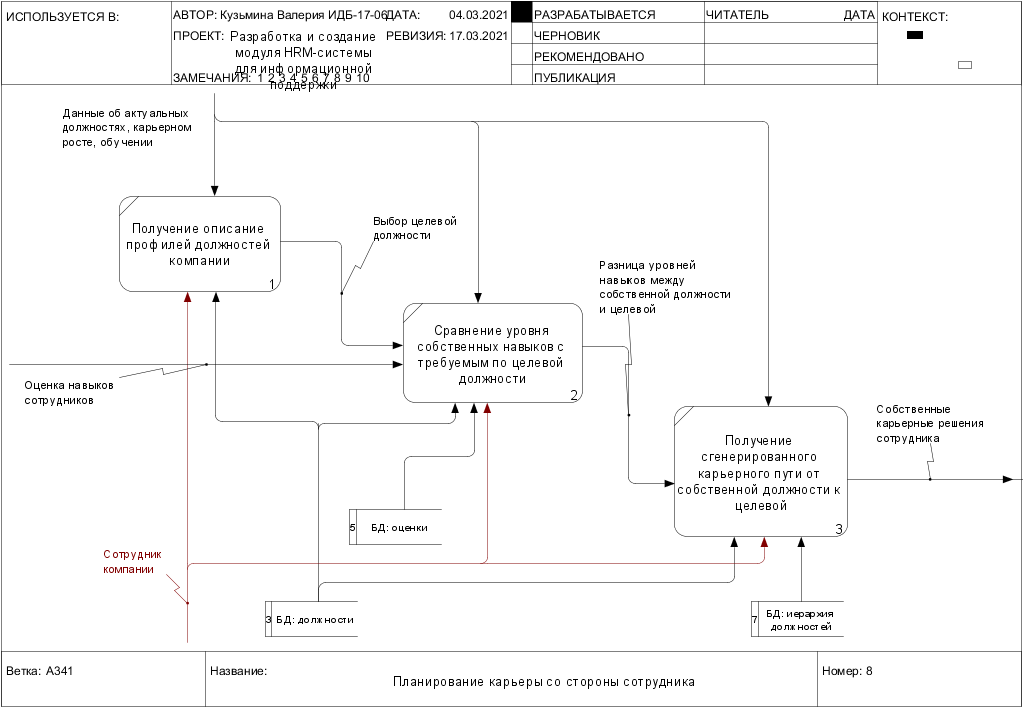 ИСПОЛЬЗУЕТСЯ В:
АВТОР: Кузьмина Валерия ИДБ-17-06
ДАТА: 04.03.2021
ПРОЕКТ: Разработка и создание
модуля HRM-системы
для информационной
поддержки
РЕВИЗИЯ: 17.03.2021
ЗАМЕЧАНИЯ: 1 2 3 4 5 6 7 8 9 10
РАЗРАБАТЫВАЕТСЯ
ЧЕРНОВИК
РЕКОМЕНДОВАНО
ПУБЛИКАЦИЯ
ЧИТАТЕЛЬ
ДАТА
КОНТЕКСТ:
Данные об актуальных
должностях, карьерном
росте, обучении
Получение описание
профилей должностей
компании
1
Выбор целевой
должности
Разница уровней
навыков между
собственной должности
и целевой
Сравнение уровня
собственных навыков с
требуемым по целевой
должности
2
Оценка навыков
сотрудников
Собственные
карьерные решения
сотрудника
Получение
сгенерированного
карьерного пути от
собственной должности к
целевой
3
5 БД: оценки
Сотрудник
компании
3 БД: должности
7 БД: иерархия
должностей
Ветка: A341
Название:
Планирование карьеры со стороны сотрудника
Номер: 8